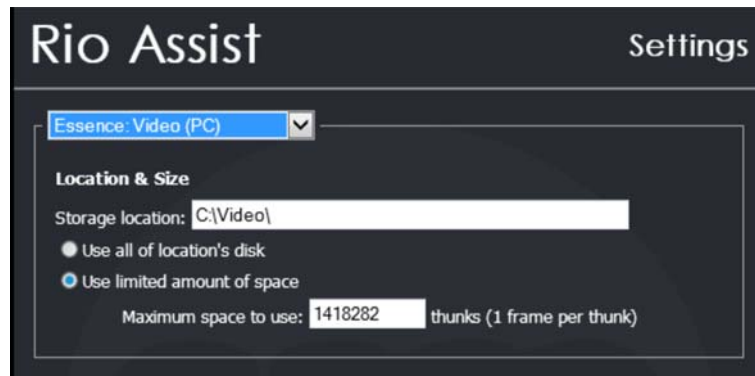 Rio Assist
Settings
Essence: Video (PC)
Location & Size
Storage location: C:\Video\
Use all of location's disk
Use limited amount of space
Maximum space to use: 1418282 thunks (1 frame per thunk)